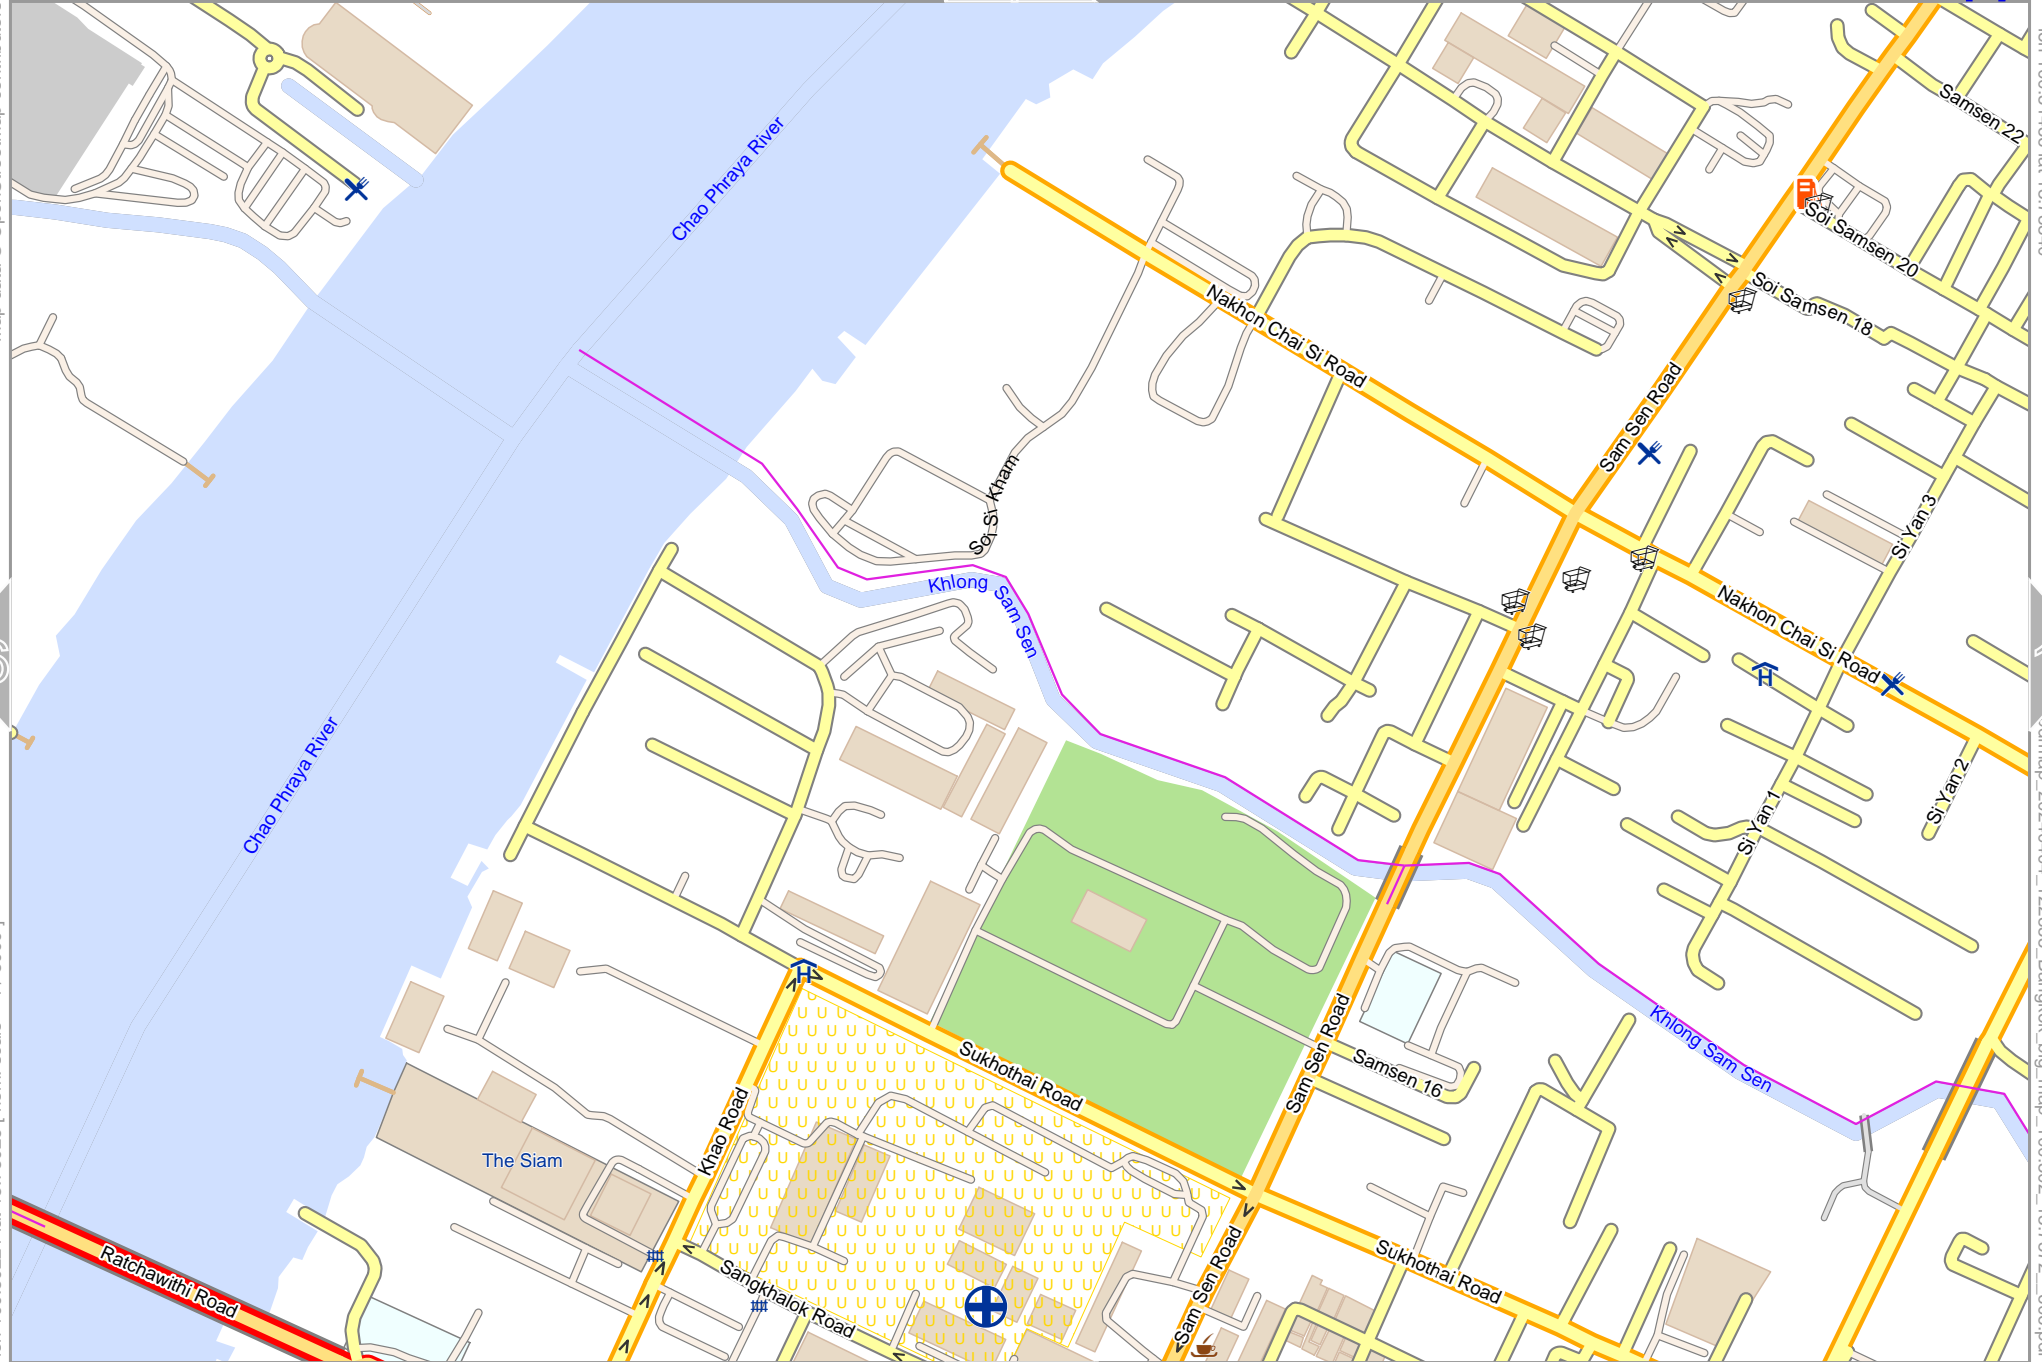 Samsen 22
Chao Phraya River
Soi Samsen 20
Soi Samsen 18
Nakhon Chai Si Road
Sam Sen Road
Soi Si Kham
Si Yan 3
Khlong Sam Sen
Nakhon Chai Si Road
H
Chao Phraya River
Si Yan 2
Si Yan 1
H
Khlong Sam Sen
Sam Sen Road
Samsen 16
Sukhothai Road
Khao Road
The Siam
Sukhothai Road
Sam Sen Road
Ratchawithi Road
Sangkhalok Road